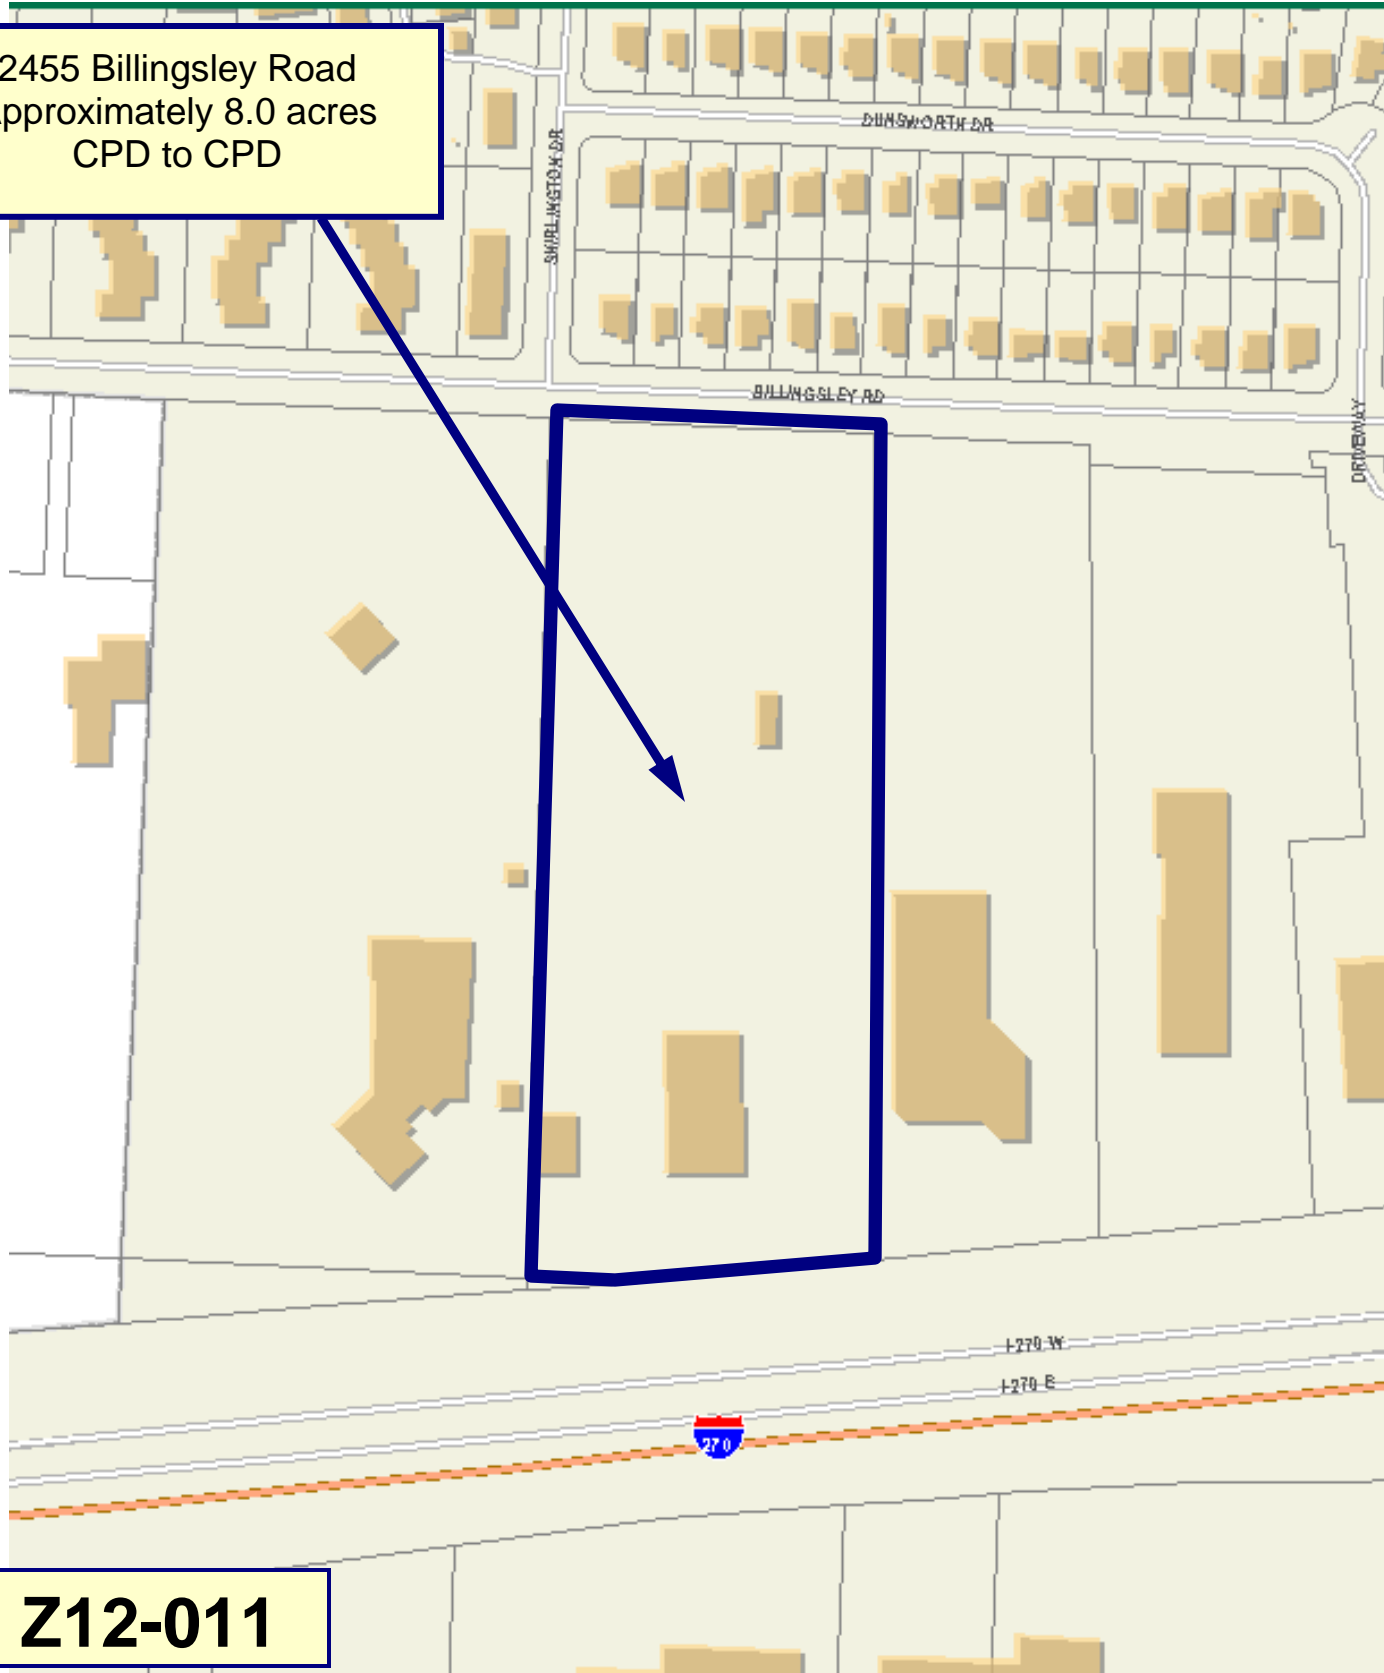 2455 Billingsley Road
pproximately 8.0 acres
CPD to CPD
DUNSWORTH DR
SHIRLINGTON DR
BILLINGSLEY RD
DRIVEWAY
I-270 W
I-270 E
270
Z12-011